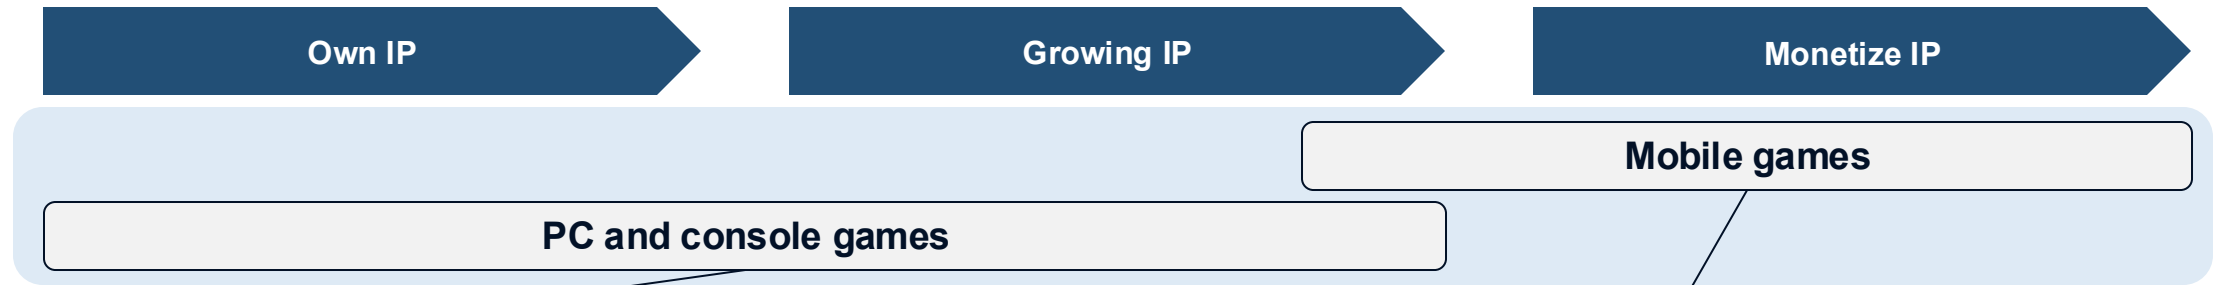 Own IP
Growing IP
Monetize IP
Mobile games
PC and console games